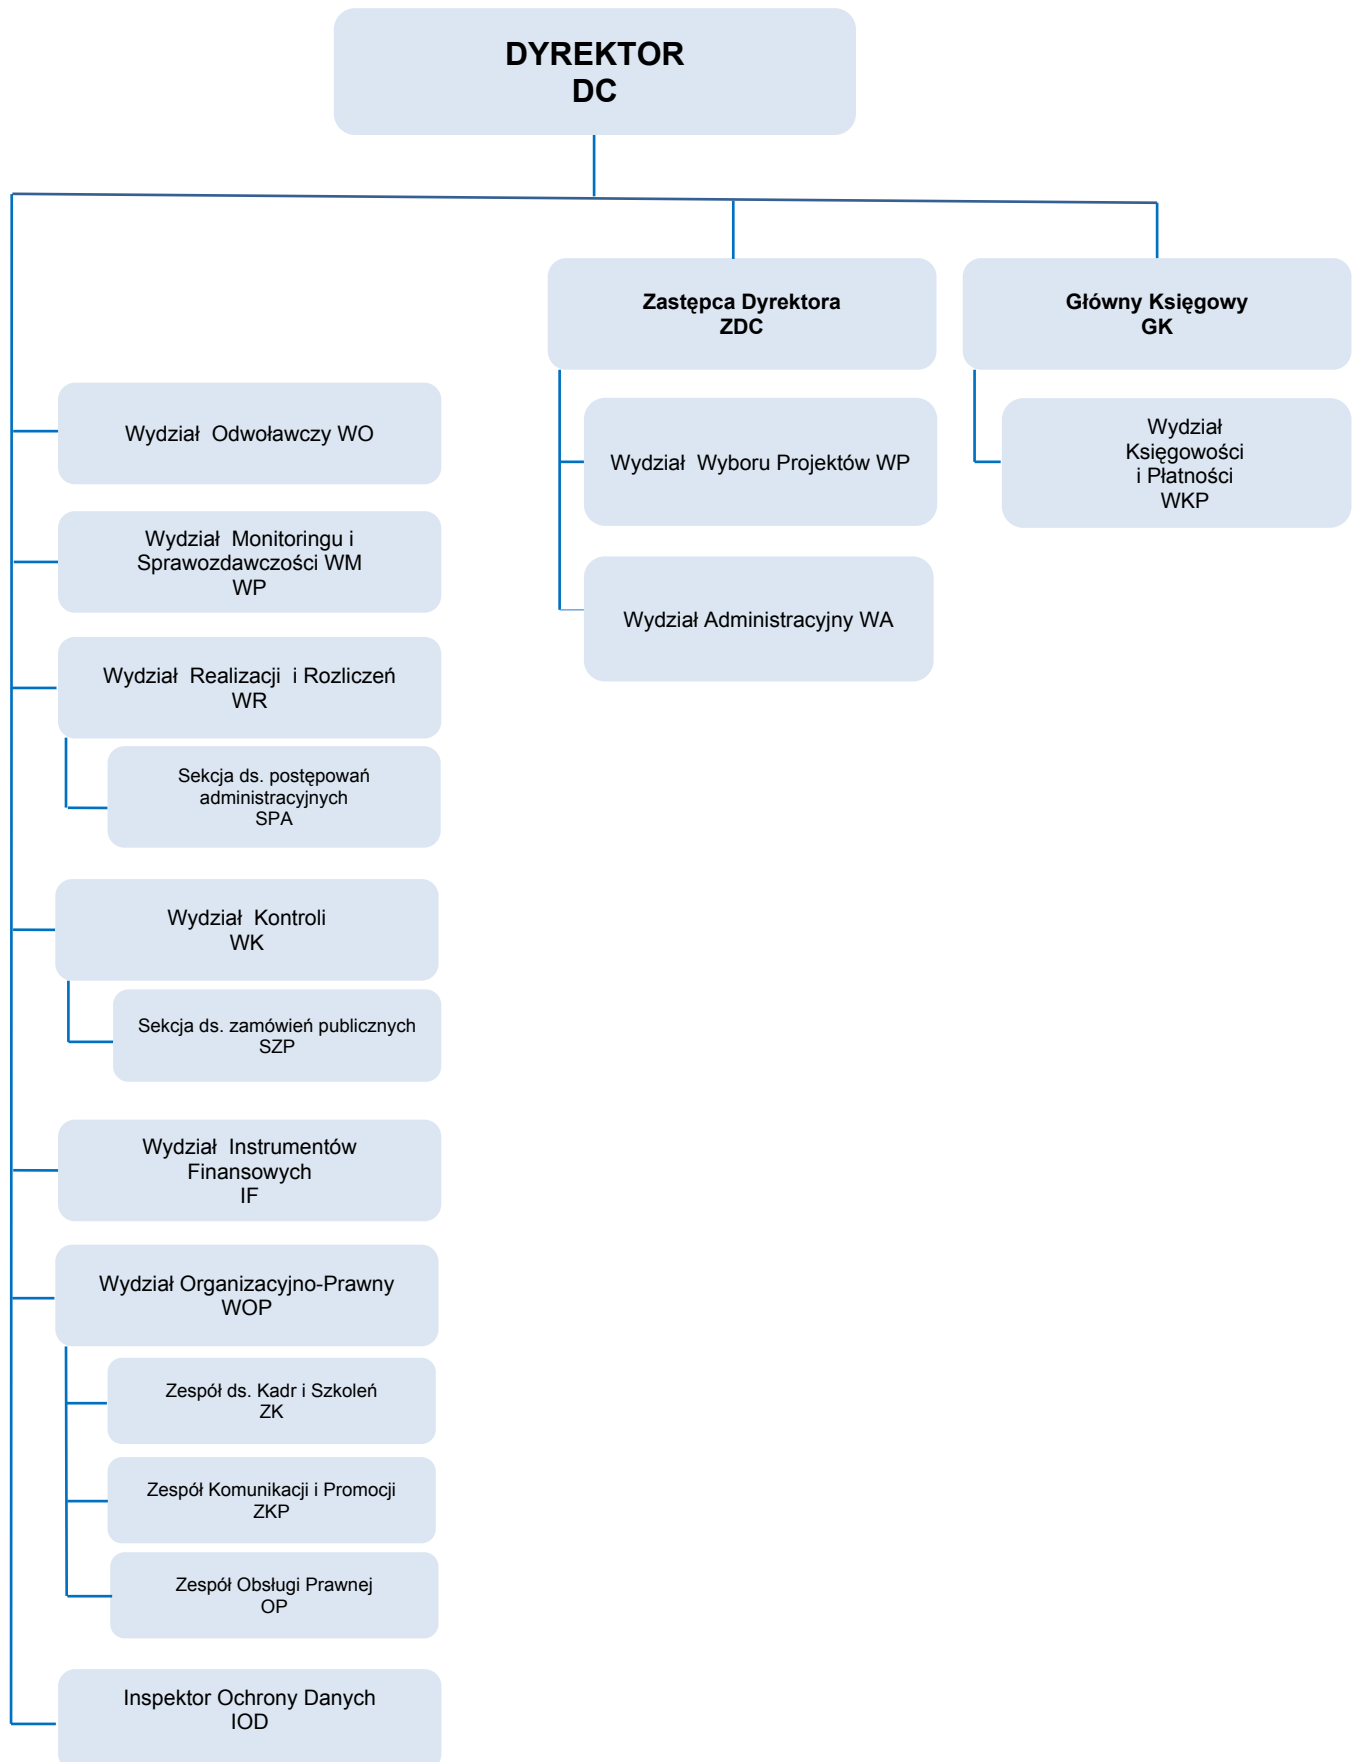 DYREKTOR
DC
Zastępca Dyrektora
ZDC
Główny Księgowy
GK
Wydział Odwoławczy WO
Wydział Wyboru Projektów WP
Wydział
Księgowości
i Płatności
WKP
Wydział Monitoringu i
Sprawozdawczości WM
WP
Wydział Administracyjny WA
Wydział Realizacji i Rozliczeń
WR
Sekcja ds. postępowań
administracyjnych
SPA
Wydział Kontroli
WK
Sekcja ds. zamówień publicznych
SZP
Wydział Instrumentów
Finansowych
IF
Wydział Organizacyjno-Prawny
WOP
Zespół ds. Kadr i Szkoleń
ZK
Zespół Komunikacji i Promocji
ZKP
Zespół Obsługi Prawnej
OP
Inspektor Ochrony Danych
IOD